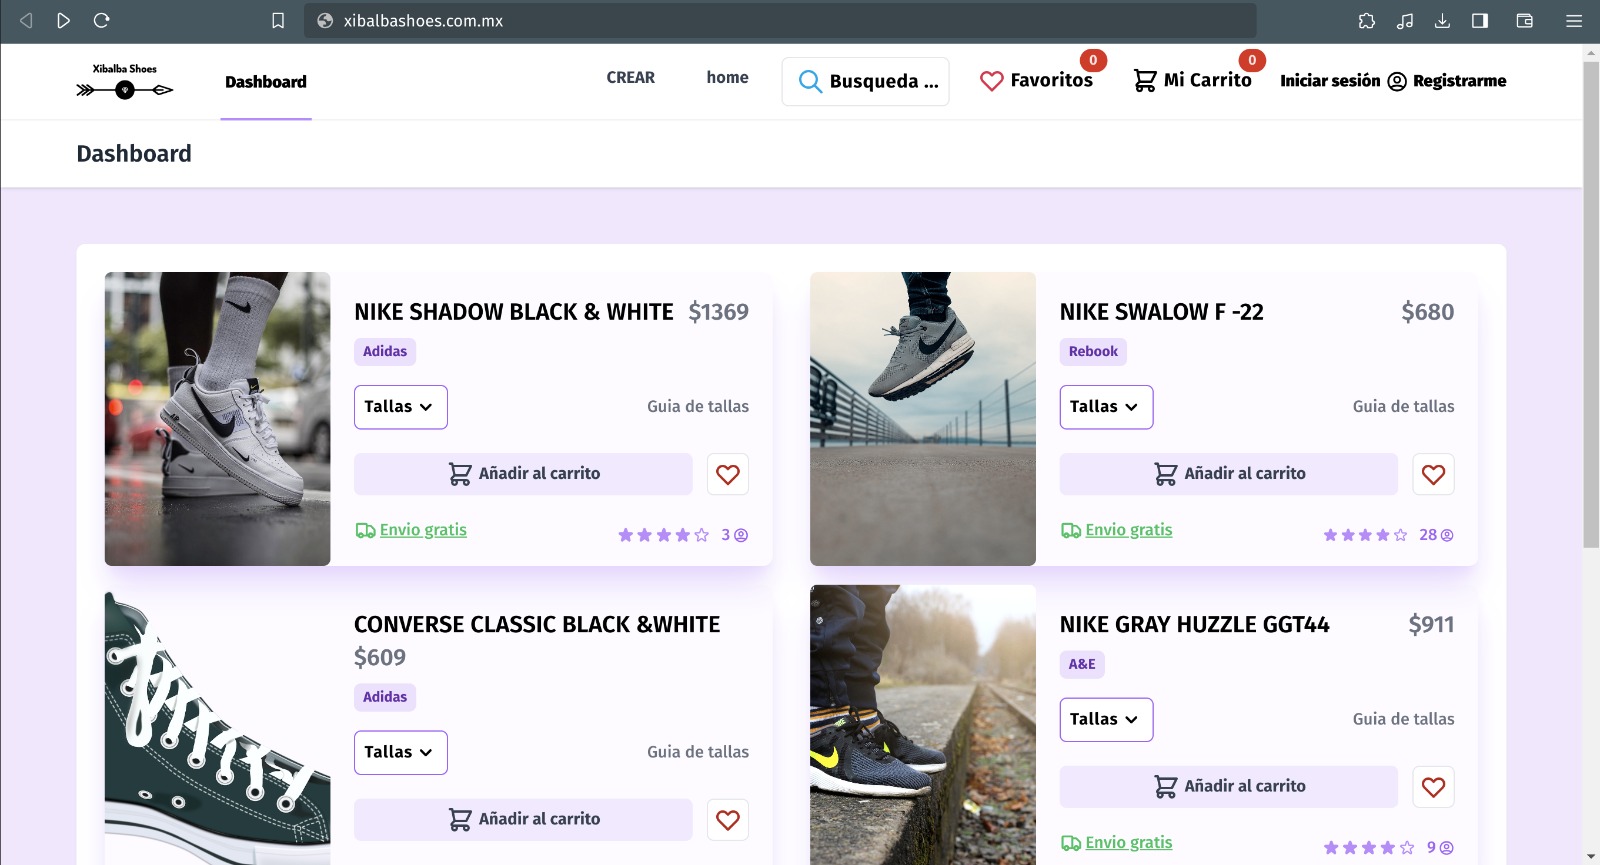 xibalbashoes.com.mx
Xibalba Shoes
Dashboard
CREAR
home
Busqueda ...
Favoritos
0
Mi Carrito
0
Iniciar sesión
Registrarme
Dashboard
NIKE SHADOW BLACK & WHITE $1369
Adidas
Tallas
Guia de tallas
Añadir al carrito
Envio gratis
3
NIKE SWALOW F -22 $680
Rebook
Tallas
Guia de tallas
Añadir al carrito
Envio gratis
28
CONVERSE CLASSIC BLACK &WHITE
$609
Adidas
Tallas
Guia de tallas
Añadir al carrito
NIKE GRAY HUZZLE GGT44 $911
A&E
Tallas
Guia de tallas
Añadir al carrito
Envio gratis
9